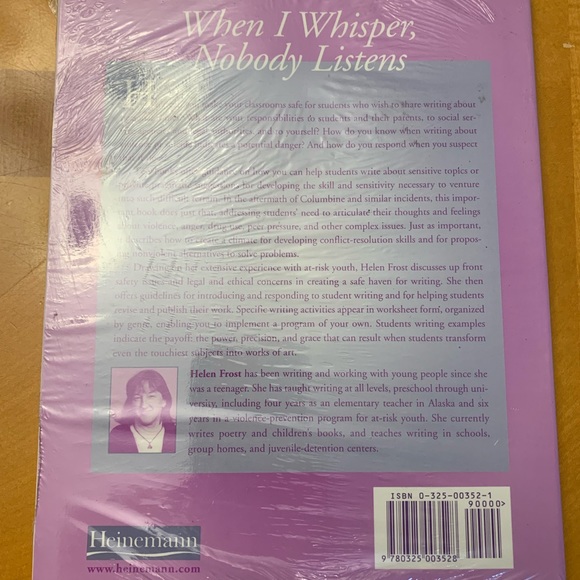 When I Whisper,
Nobody Listens
H
your classrooms safe for students who wish to share writing about
your responsibilities to students and their parents, to social ser-
authorities, and to yourself? How do you know when writing about
a potential danger? And how do you respond when you suspect
on how you can help students write about sensitive topics or
for developing the skill and sensitivity necessary to venture
In the aftermath of Columbine and similar incidents, this impor-
book does just that, addressing students' need to articulate their thoughts and feelings
about violence, anger, drug use, peer pressure, and other complex issues. Just as important,
describes how to create a climate for developing conflict-resolution skills and for propos-
nonviolent alternatives to solve problems.
Drawing on her extensive experience with at-risk youth, Helen Frost discusses up front
safety issues and legal and ethical concerns in creating a safe haven for writing. She then
offers guidelines for introducing and responding to student writing and for helping students
revise and publish their work. Specific writing activities appear in worksheet form, organized
by genre, enabling you to implement a program of your own. Students writing examples
indicate the payoff: the power, precision, and grace that can result when students transform
even the touchiest subjects into works of art.
Helen Frost has been writing and working with young people since she
was a teenager. She has taught writing at all levels, preschool through uni-
versity, including four years as an elementary teacher in Alaska and six
years in a violence-prevention program for at-risk youth. She currently
writes poetry and children's books, and teaches writing in schools,
group homes, and juvenile-detention centers.
ISBN 0-325-00352-1
90000>
9 780325 003528
Heinemann
www.heinemann.com